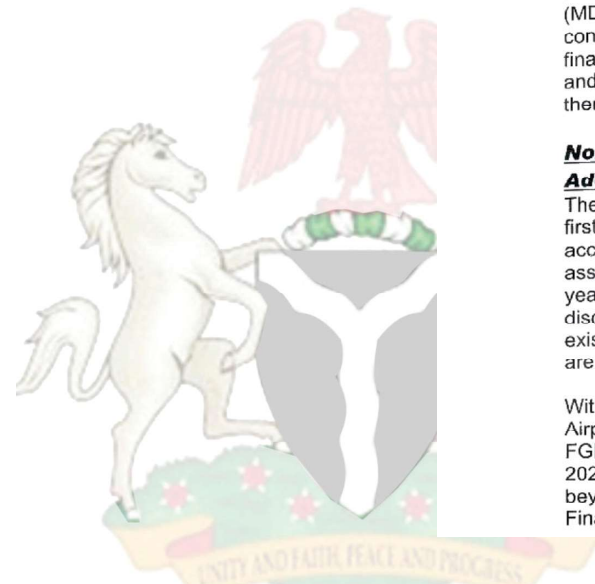 (MD
con
fina
and
ther
No
Ad
The
first
acc
ass
yea
disc
exis
are
Wit
Airp
FGI
202
bey
Fina
UNITY AND FAITH, PEACE AND PROGRESS